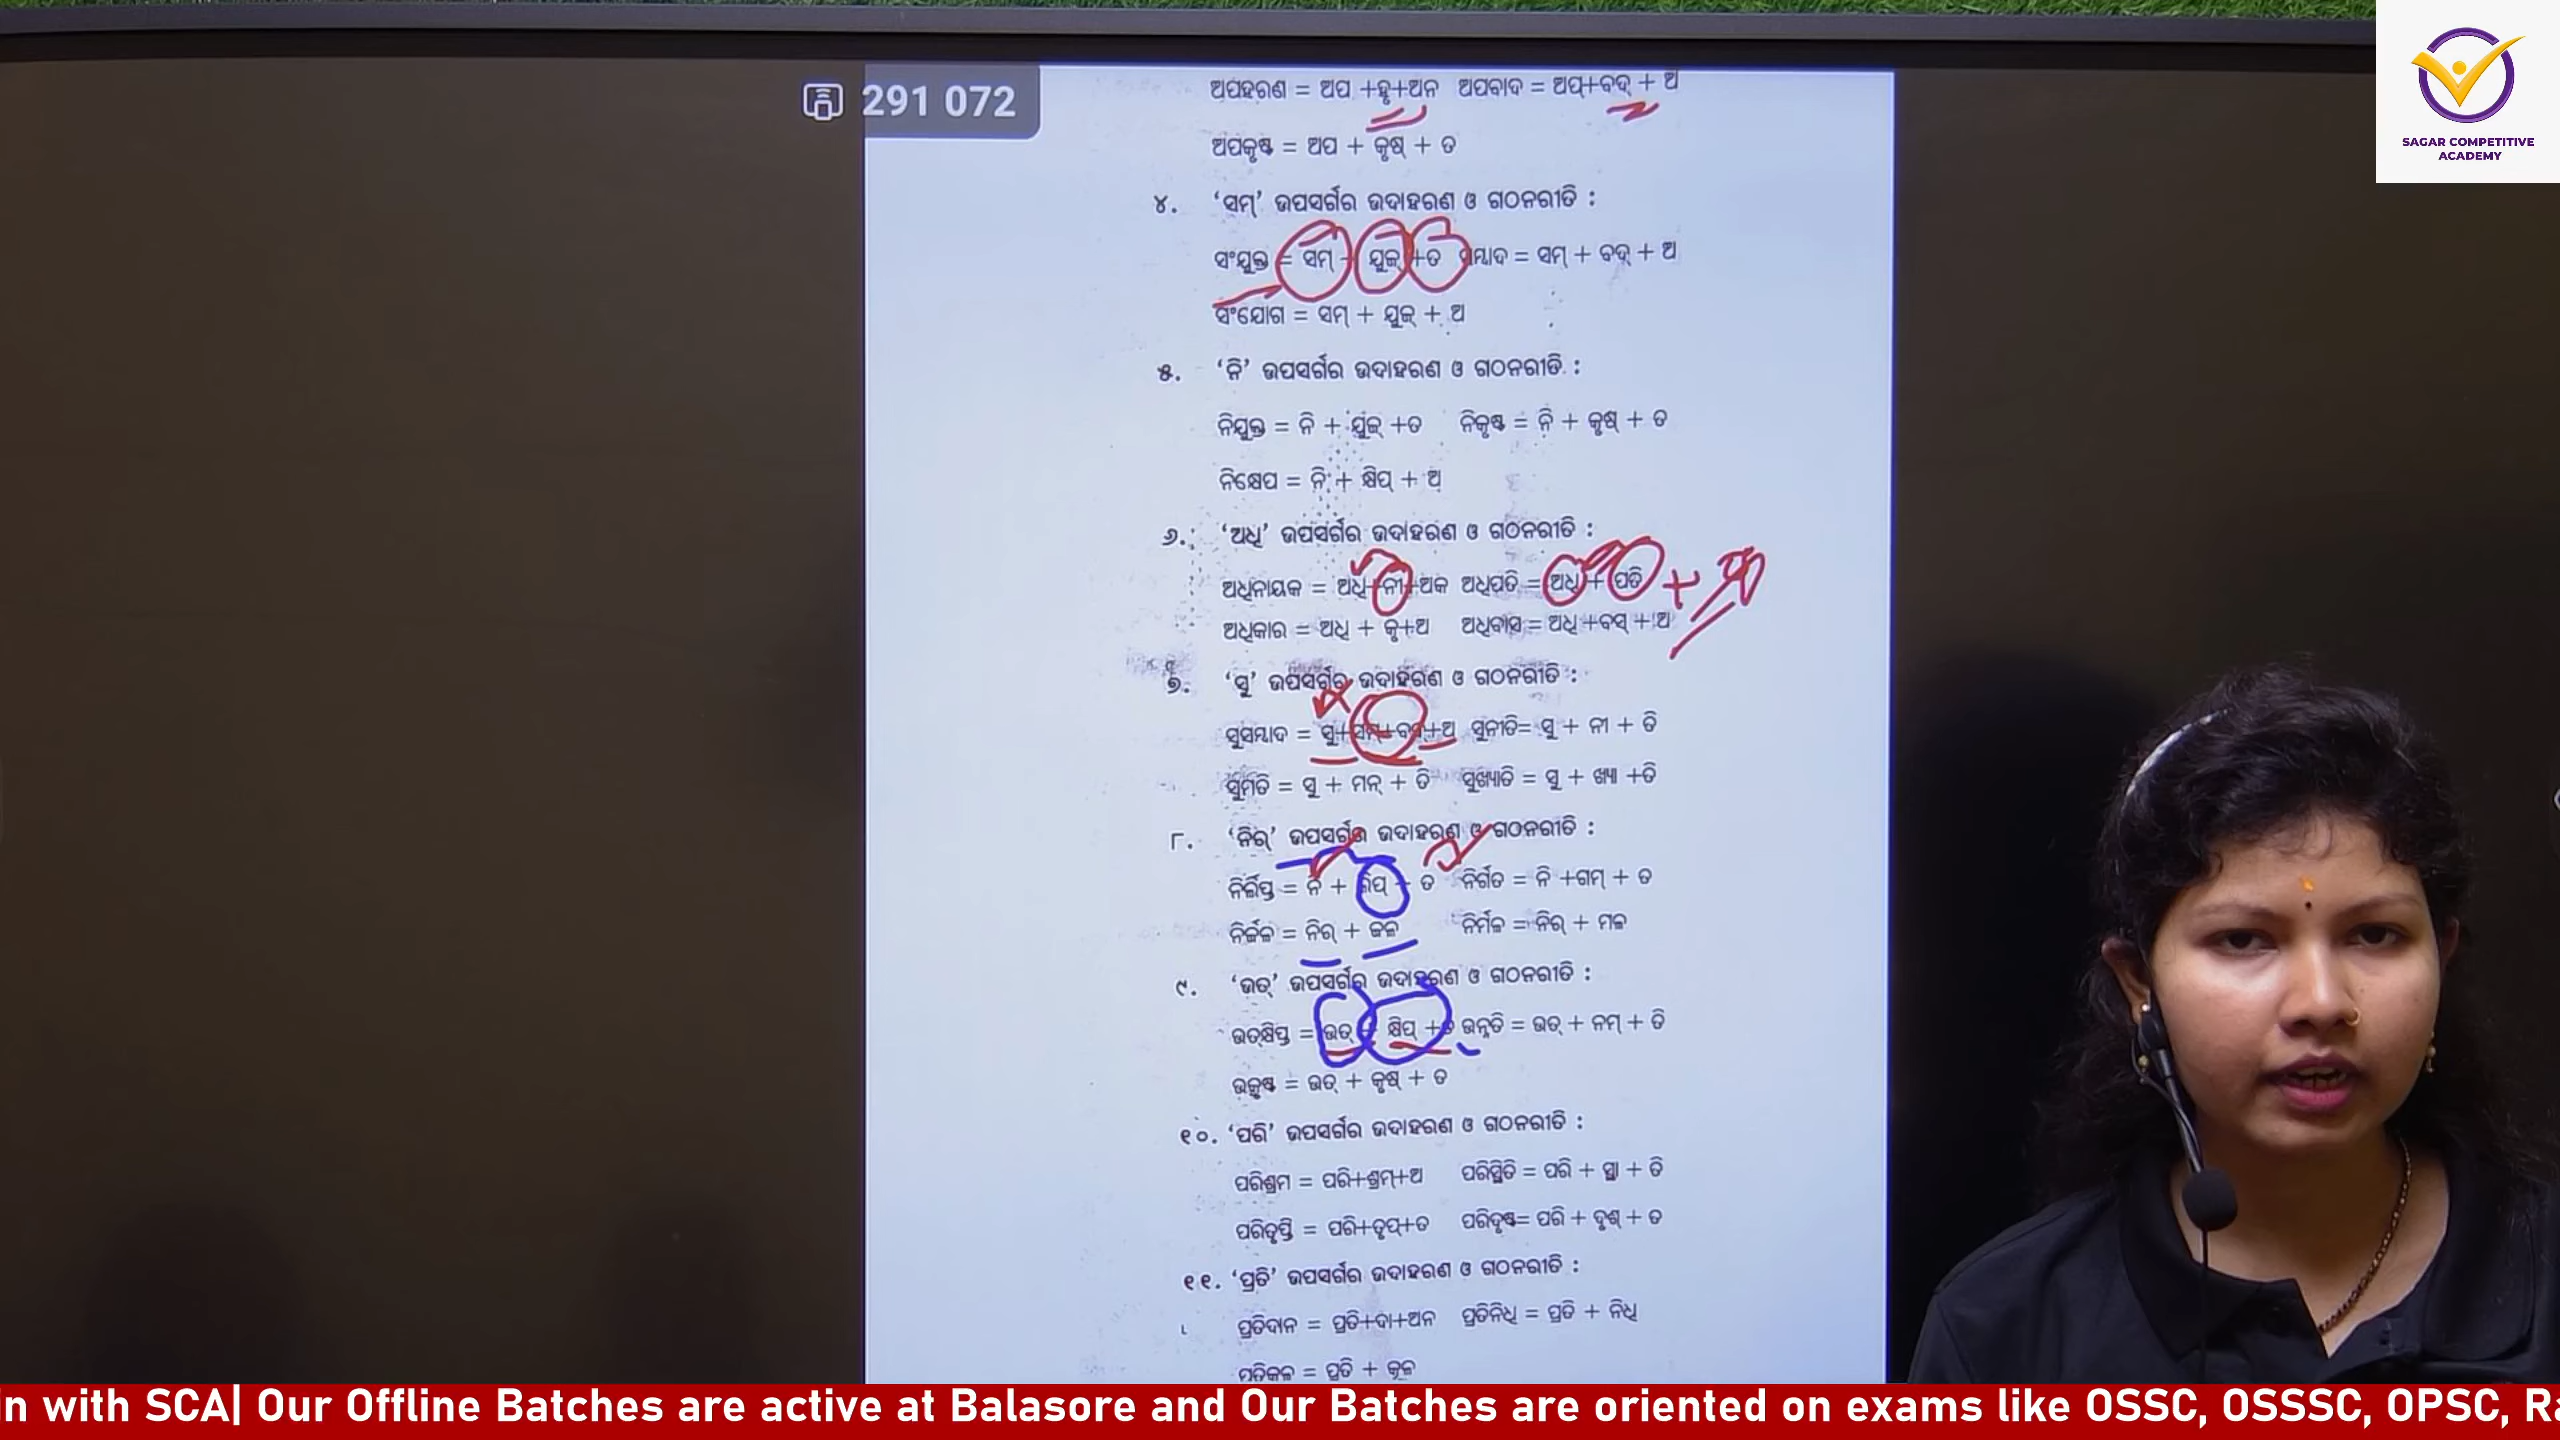 291 072
SAGAR COMPETITIVE
ACADEMY
ଅପହରଣ = ଅପ +ହୃ+ଅନ ଅପବାଦ = ଅପ୍+ବଦ୍ + ଅ
ଅପକୃଷ୍ଟ = ଅପ + କୃଷ୍ + ତ
୪. ‘ସମ୍’ ଉପସର୍ଗର ଉଦାହରଣ ଓ ଗଠନରୀତି :
ସଂଯୁକ୍ତ = ସମ୍ + ଯୁଜ୍ +ତ ସମ୍ବାଦ = ସମ୍ + ବଦ୍ + ଅ
ସଂଯୋଗ = ସମ୍ + ଯୁଜ୍ + ଅ
୫. ‘ନି’ ଉପସର୍ଗର ଉଦାହରଣ ଓ ଗଠନରୀତି :
ନିଯୁକ୍ତ = ନି + ଯୁଜ୍ +ତ ନିକୃଷ୍ଟ = ନି + କୃଷ୍ + ତ
ନିକ୍ଷେପ = ନି + କ୍ଷିପ୍ + ଅ
୬. ‘ଅଧି’ ଉପସର୍ଗର ଉଦାହରଣ ଓ ଗଠନରୀତି :
ଅଧିନାୟକ = ଅଧି+ନୀ+ଅକ ଅଧିପତି = ଅଧି + ପତି +
ଅଧିକାର = ଅଧି + କୃ+ଅ ଅଧିବାସ = ଅଧି +ବସ୍ + ଅ
୭. ‘ସୁ’ ଉପସର୍ଗର ଉଦାହରଣ ଓ ଗଠନରୀତି :
ସୁସମ୍ବାଦ = ସୁ+ସମ୍+ବଦ୍+ଅ ସୁନୀତି= ସୁ + ନୀ + ତି
ସୁମତି = ସୁ + ମନ୍ + ତି ସୁଖ୍ୟାତି = ସୁ + ଖ୍ୟା +ତି
୮. ‘ନିର୍’ ଉପସର୍ଗର ଉଦାହରଣ ଓ ଗଠନରୀତି :
ନିର୍ଲିପ୍ତ = ନି + ଲିପ୍ + ତ ନିର୍ଗତ = ନି +ଗମ୍ + ତ
ନିର୍ଜଳ = ନିର୍ + ଜଳ ନିର୍ମଳ = ନିର୍ + ମଳ
୯. ‘ଉତ୍’ ଉପସର୍ଗର ଉଦାହରଣ ଓ ଗଠନରୀତି :
ଉତ୍‌କ୍ଷିପ୍ତ = ଉତ୍ + କ୍ଷିପ୍ +ତ ଉନ୍ନତି = ଉତ୍ + ନମ୍ + ତି
ଉତ୍କୃଷ୍ଟ = ଉତ୍ + କୃଷ୍ + ତ
୧୦. ‘ପରି’ ଉପସର୍ଗର ଉଦାହରଣ ଓ ଗଠନରୀତି :
ପରିଶ୍ରମ = ପରି+ଶ୍ରମ୍+ଅ ପରିସ୍ଥିତି = ପରି + ସ୍ଥା + ତି
ପରିତୃପ୍ତି = ପରି+ତୃପ୍+ତ ପରିଦୃଷ୍ଟ= ପରି + ଦୃଶ୍ + ତ
୧୧. ‘ପ୍ରତି’ ଉପସର୍ଗର ଉଦାହରଣ ଓ ଗଠନରୀତି :
ପ୍ରତିଦାନ = ପ୍ରତି+ଦା+ଅନ ପ୍ରତିନିଧି = ପ୍ରତି + ନିଧି
ପ୍ରତିକୂଳ = ପ୍ରତି + କୂଳ
in with SCA| Our Offline Batches are active at Balasore and Our Batches are oriented on exams like OSSC, OSSSC, OPSC, Ra